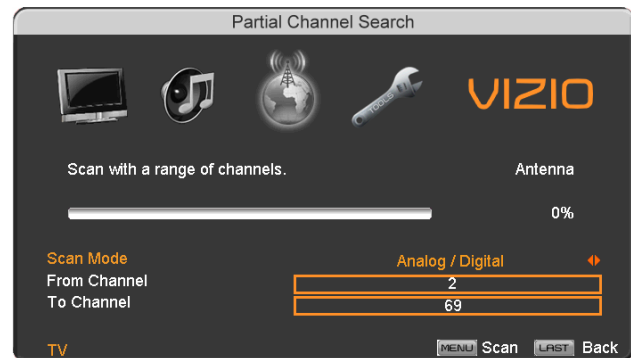 Partial Channel Search
TOOLS
VIZIO
Scan with a range of channels. Antenna
0%
Scan Mode Analog / Digital
From Channel 2
To Channel 69
TV MENU Scan LAST Back